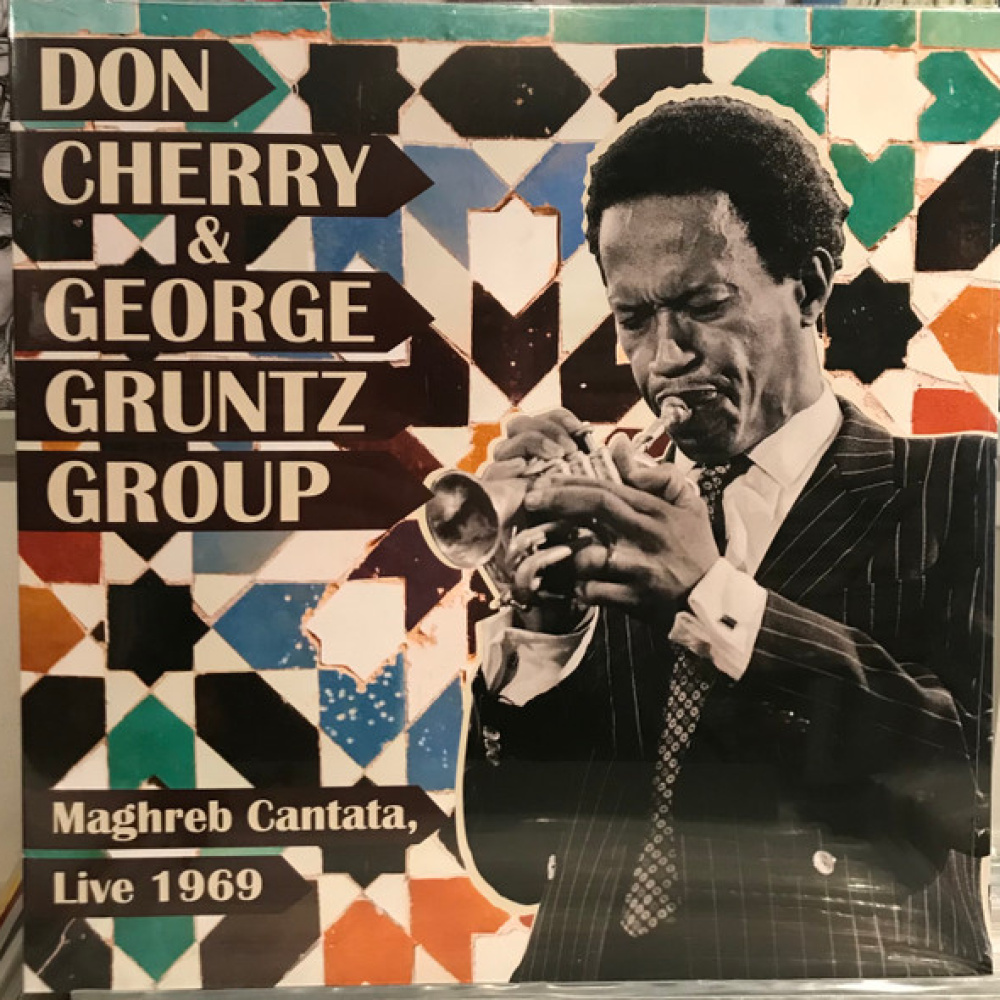 DON
CHERRY
&
GEORGE
GRUNTZ
GROUP
Maghreb Cantata,
Live 1969